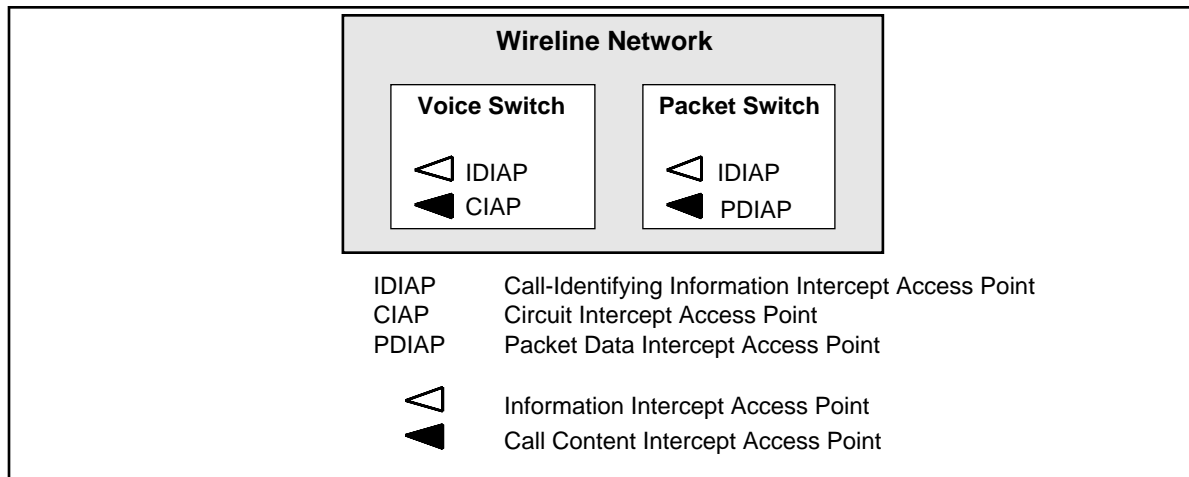 Wireline Network
Voice Switch Packet Switch
IDIAP IDIAP
CIAP PDIAP
IDIAP Call-Identifying Information Intercept Access Point
CIAP Circuit Intercept Access Point
PDIAP Packet Data Intercept Access Point
Information Intercept Access Point
Call Content Intercept Access Point